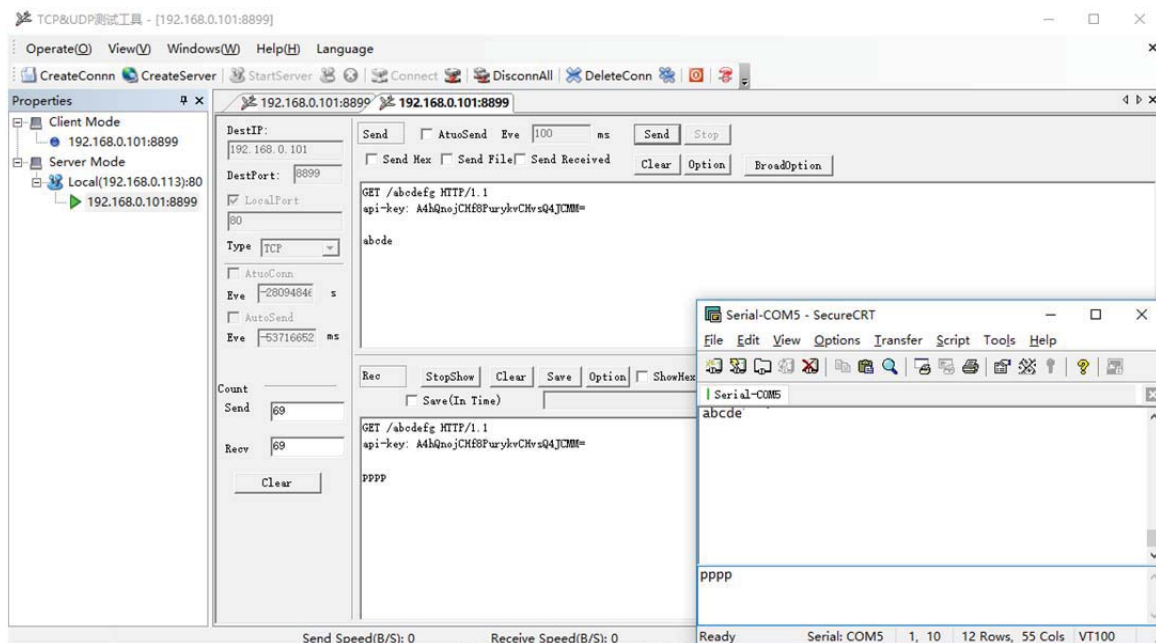 TCP&UDP测试工具 - [192.168.0.101:8899]
Operate(O) View(V) Windows(W) Help(H) Language
CreateConnn CreateServer StartServer Connect DisconnAll DeleteConn
Properties
Client Mode
192.168.0.101:8899
Server Mode
Local(192.168.0.113):80
192.168.0.101:8899
192.168.0.101:8899 192.168.0.101:8899
DestIP:
192.168.0.101
DestPort: 8899
LocalPort
80
Type TCP
AtuoConn
Eve s
AutoSend
Eve -53716652 ms
Count
Send 69
Recv 69
Clear
Send AtuoSend Eve 100 ms Send Stop
Send Hex Send File Send Received Clear Option BroadOption
GET /abcdefg HTTP/1.1
api-key:
abcde
Rec StopShow Clear Save Option ShowHex
Save(In Time)
GET /abcdefg HTTP/1.1
api-key:
PPPP
Send Speed(B/S): 0 Receive Speed(B/S): 0
Serial-COM5 - SecureCRT
File Edit View Options Transfer Script Tools Help
Serial-COM5
abcde
pppp
Ready Serial: COM5 1, 10 12 Rows, 55 Cols VT100